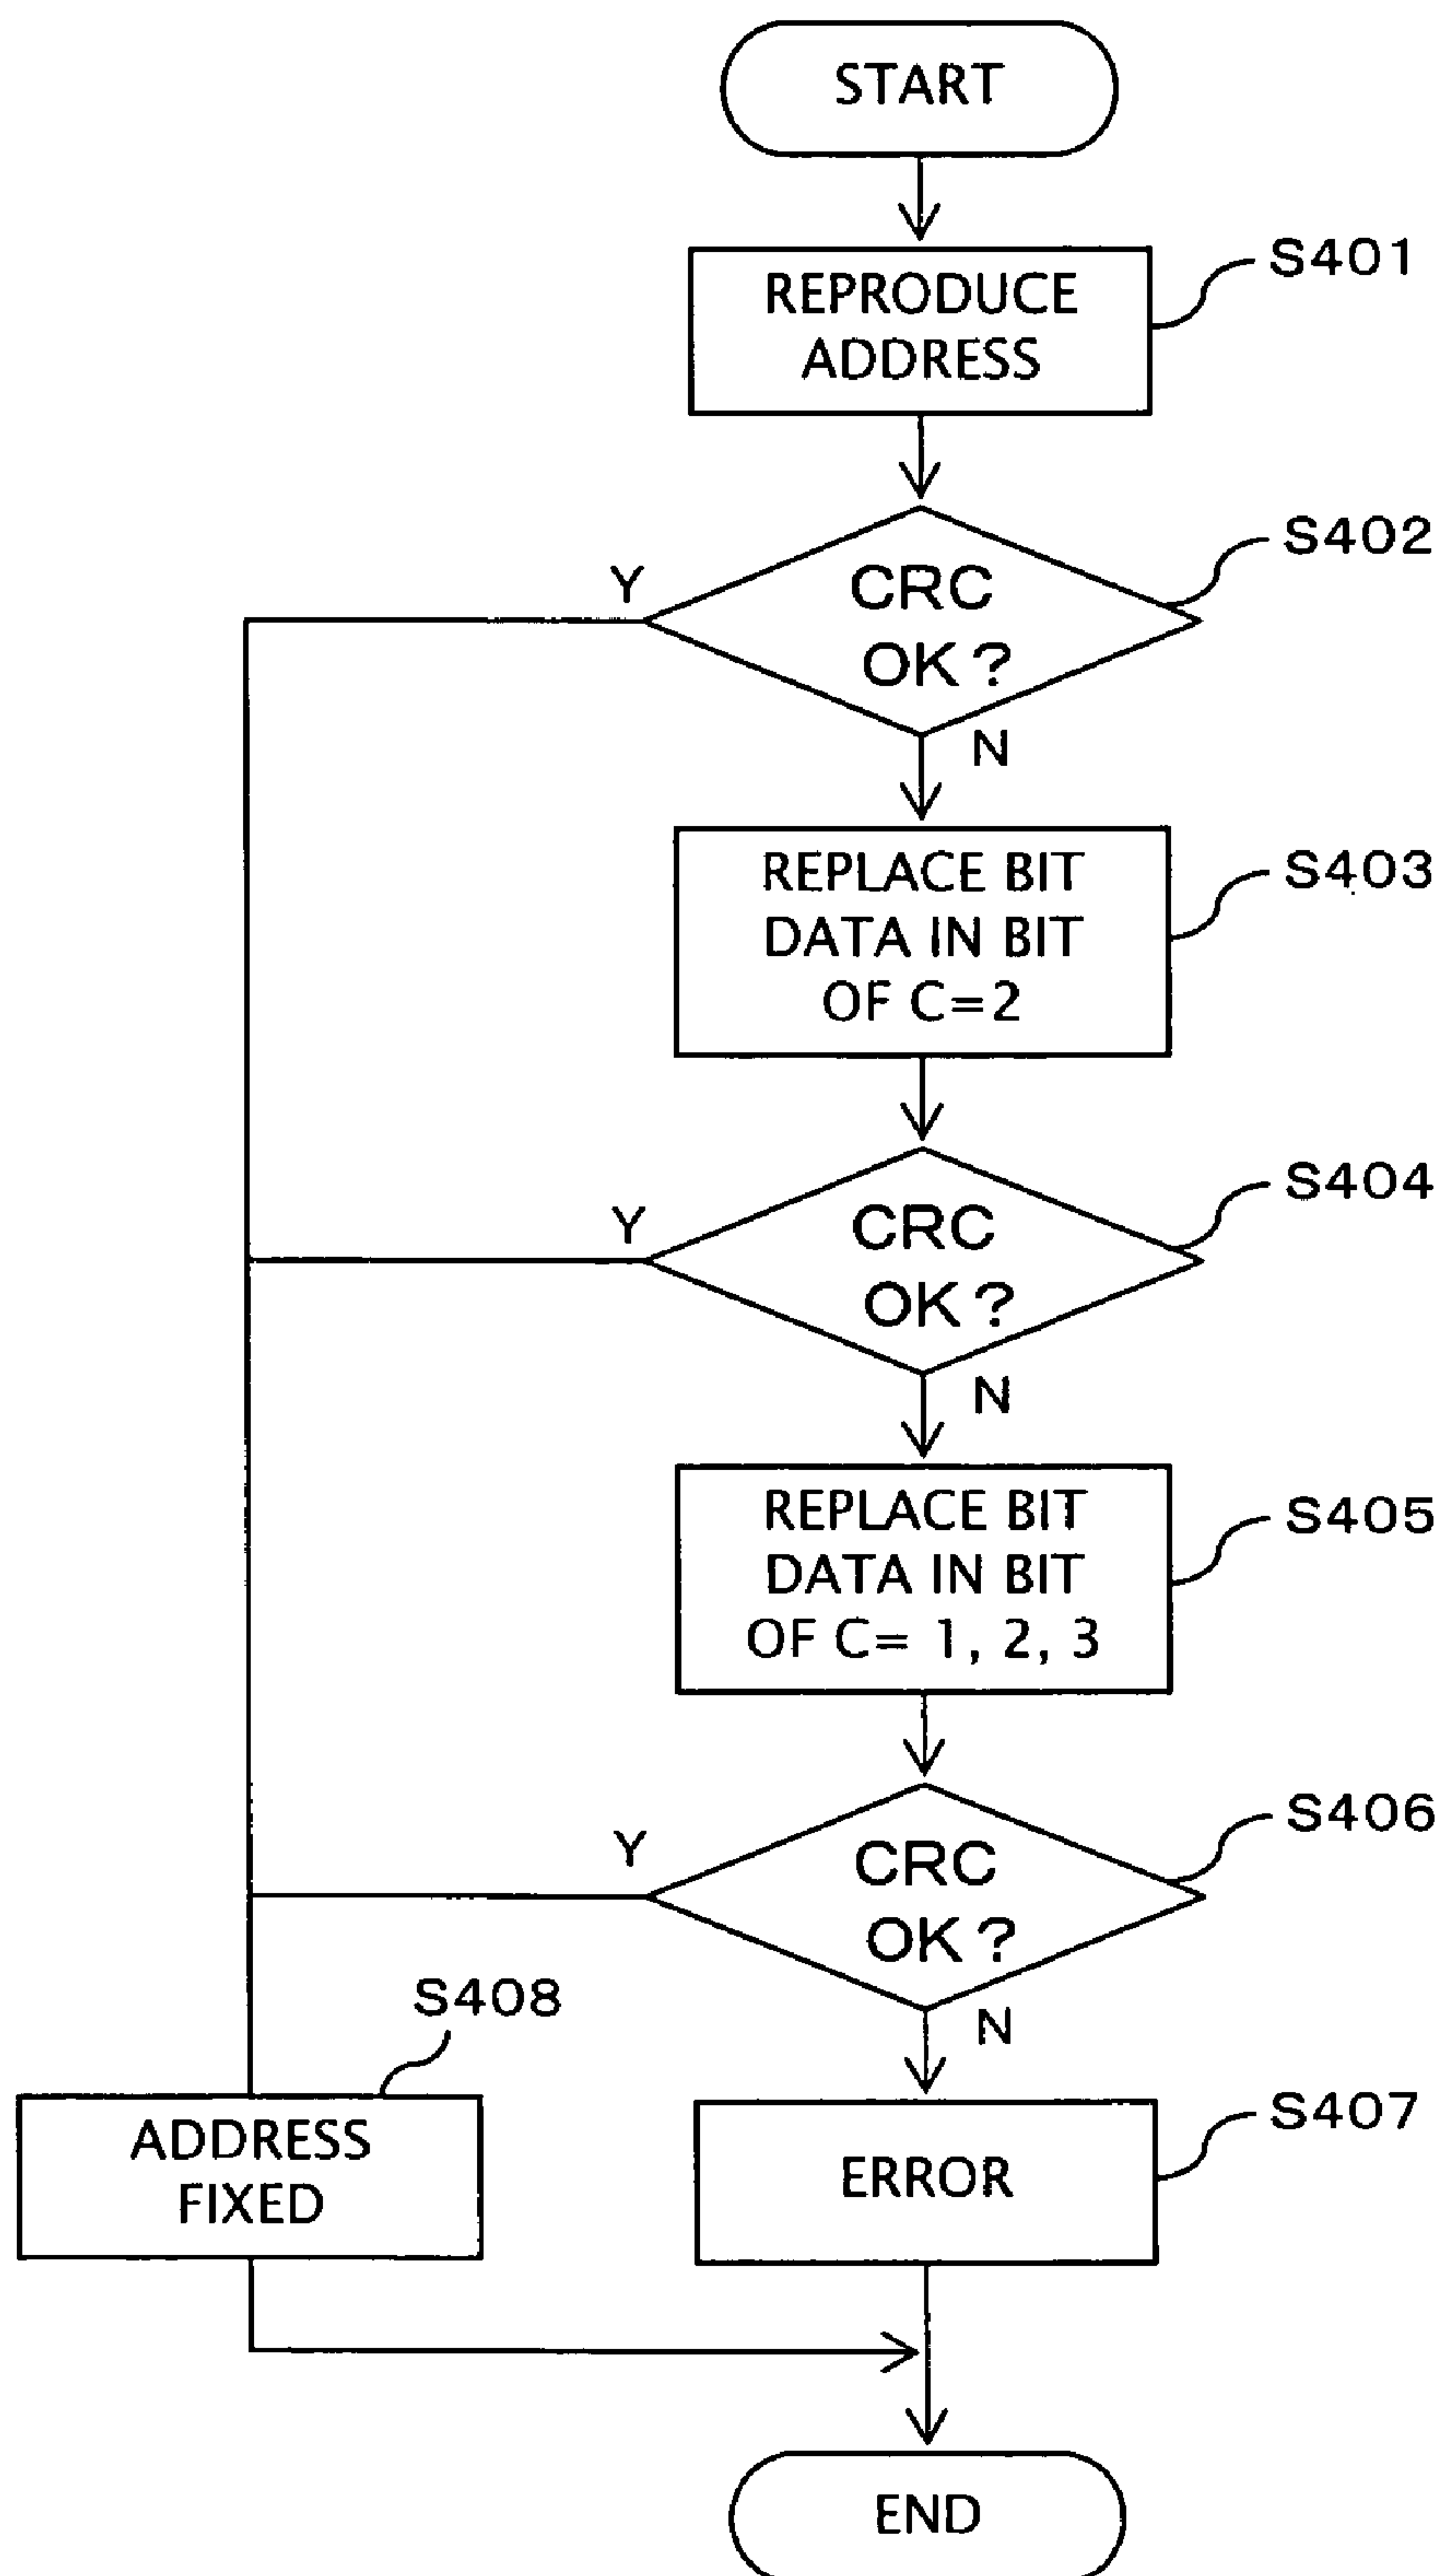 START
REPRODUCE
ADDRESS
S401
CRC
OK?
S402
Y
N
REPLACE BIT
DATA IN BIT
OF C=2
S403
CRC
OK?
S404
Y
N
REPLACE BIT
DATA IN BIT
OF C= 1, 2, 3
S405
CRC
OK?
S406
Y
N
S408
ADDRESS
FIXED
ERROR
S407
END